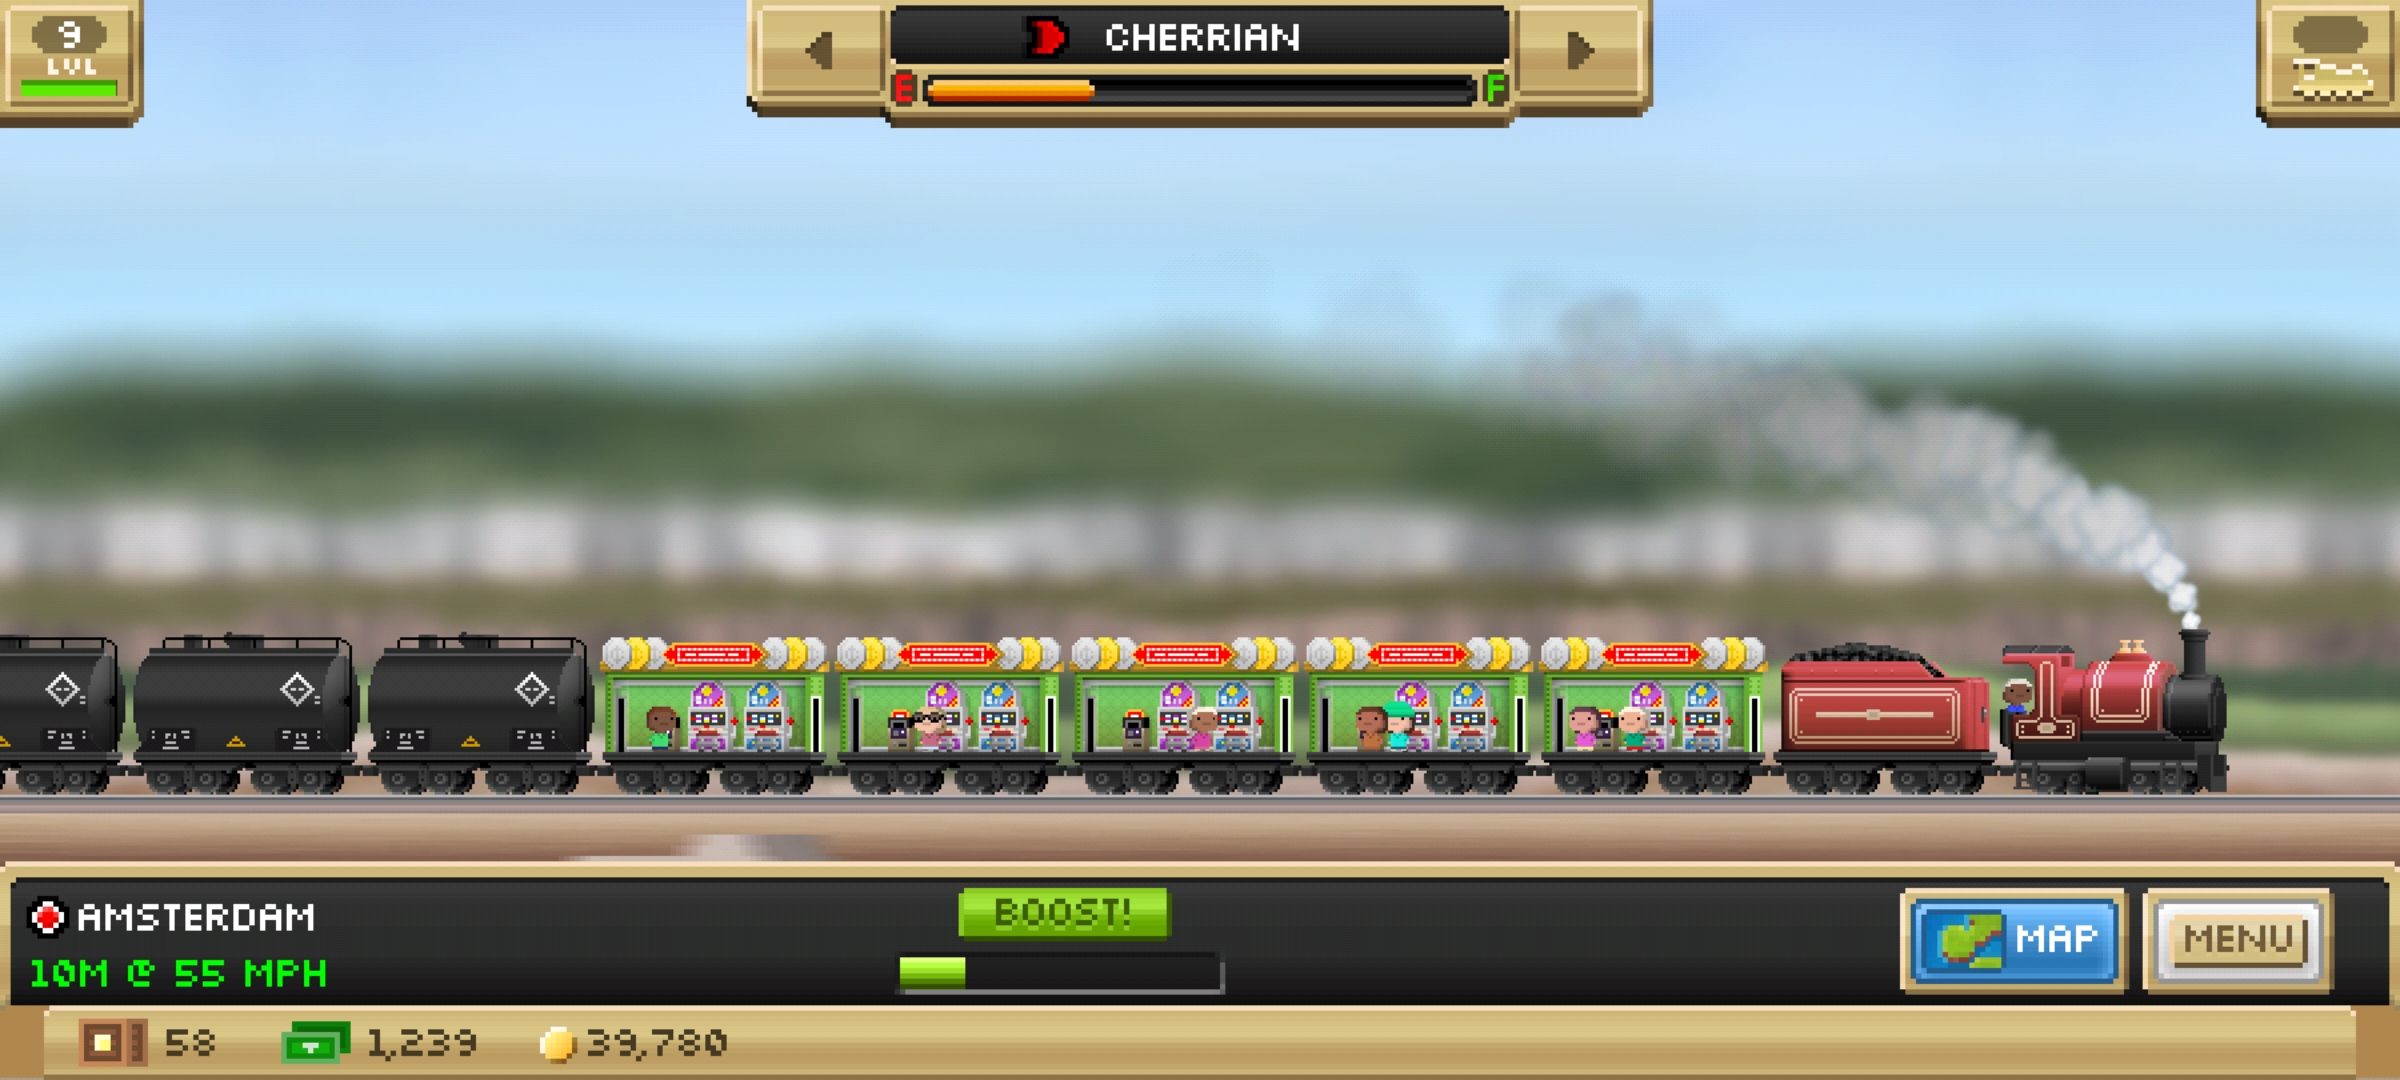 9
LVL
CHERRIAN
E F
AMSTERDAM
10M @ 55 MPH
BOOST!
MAP
MENU
58 1,239 39,780